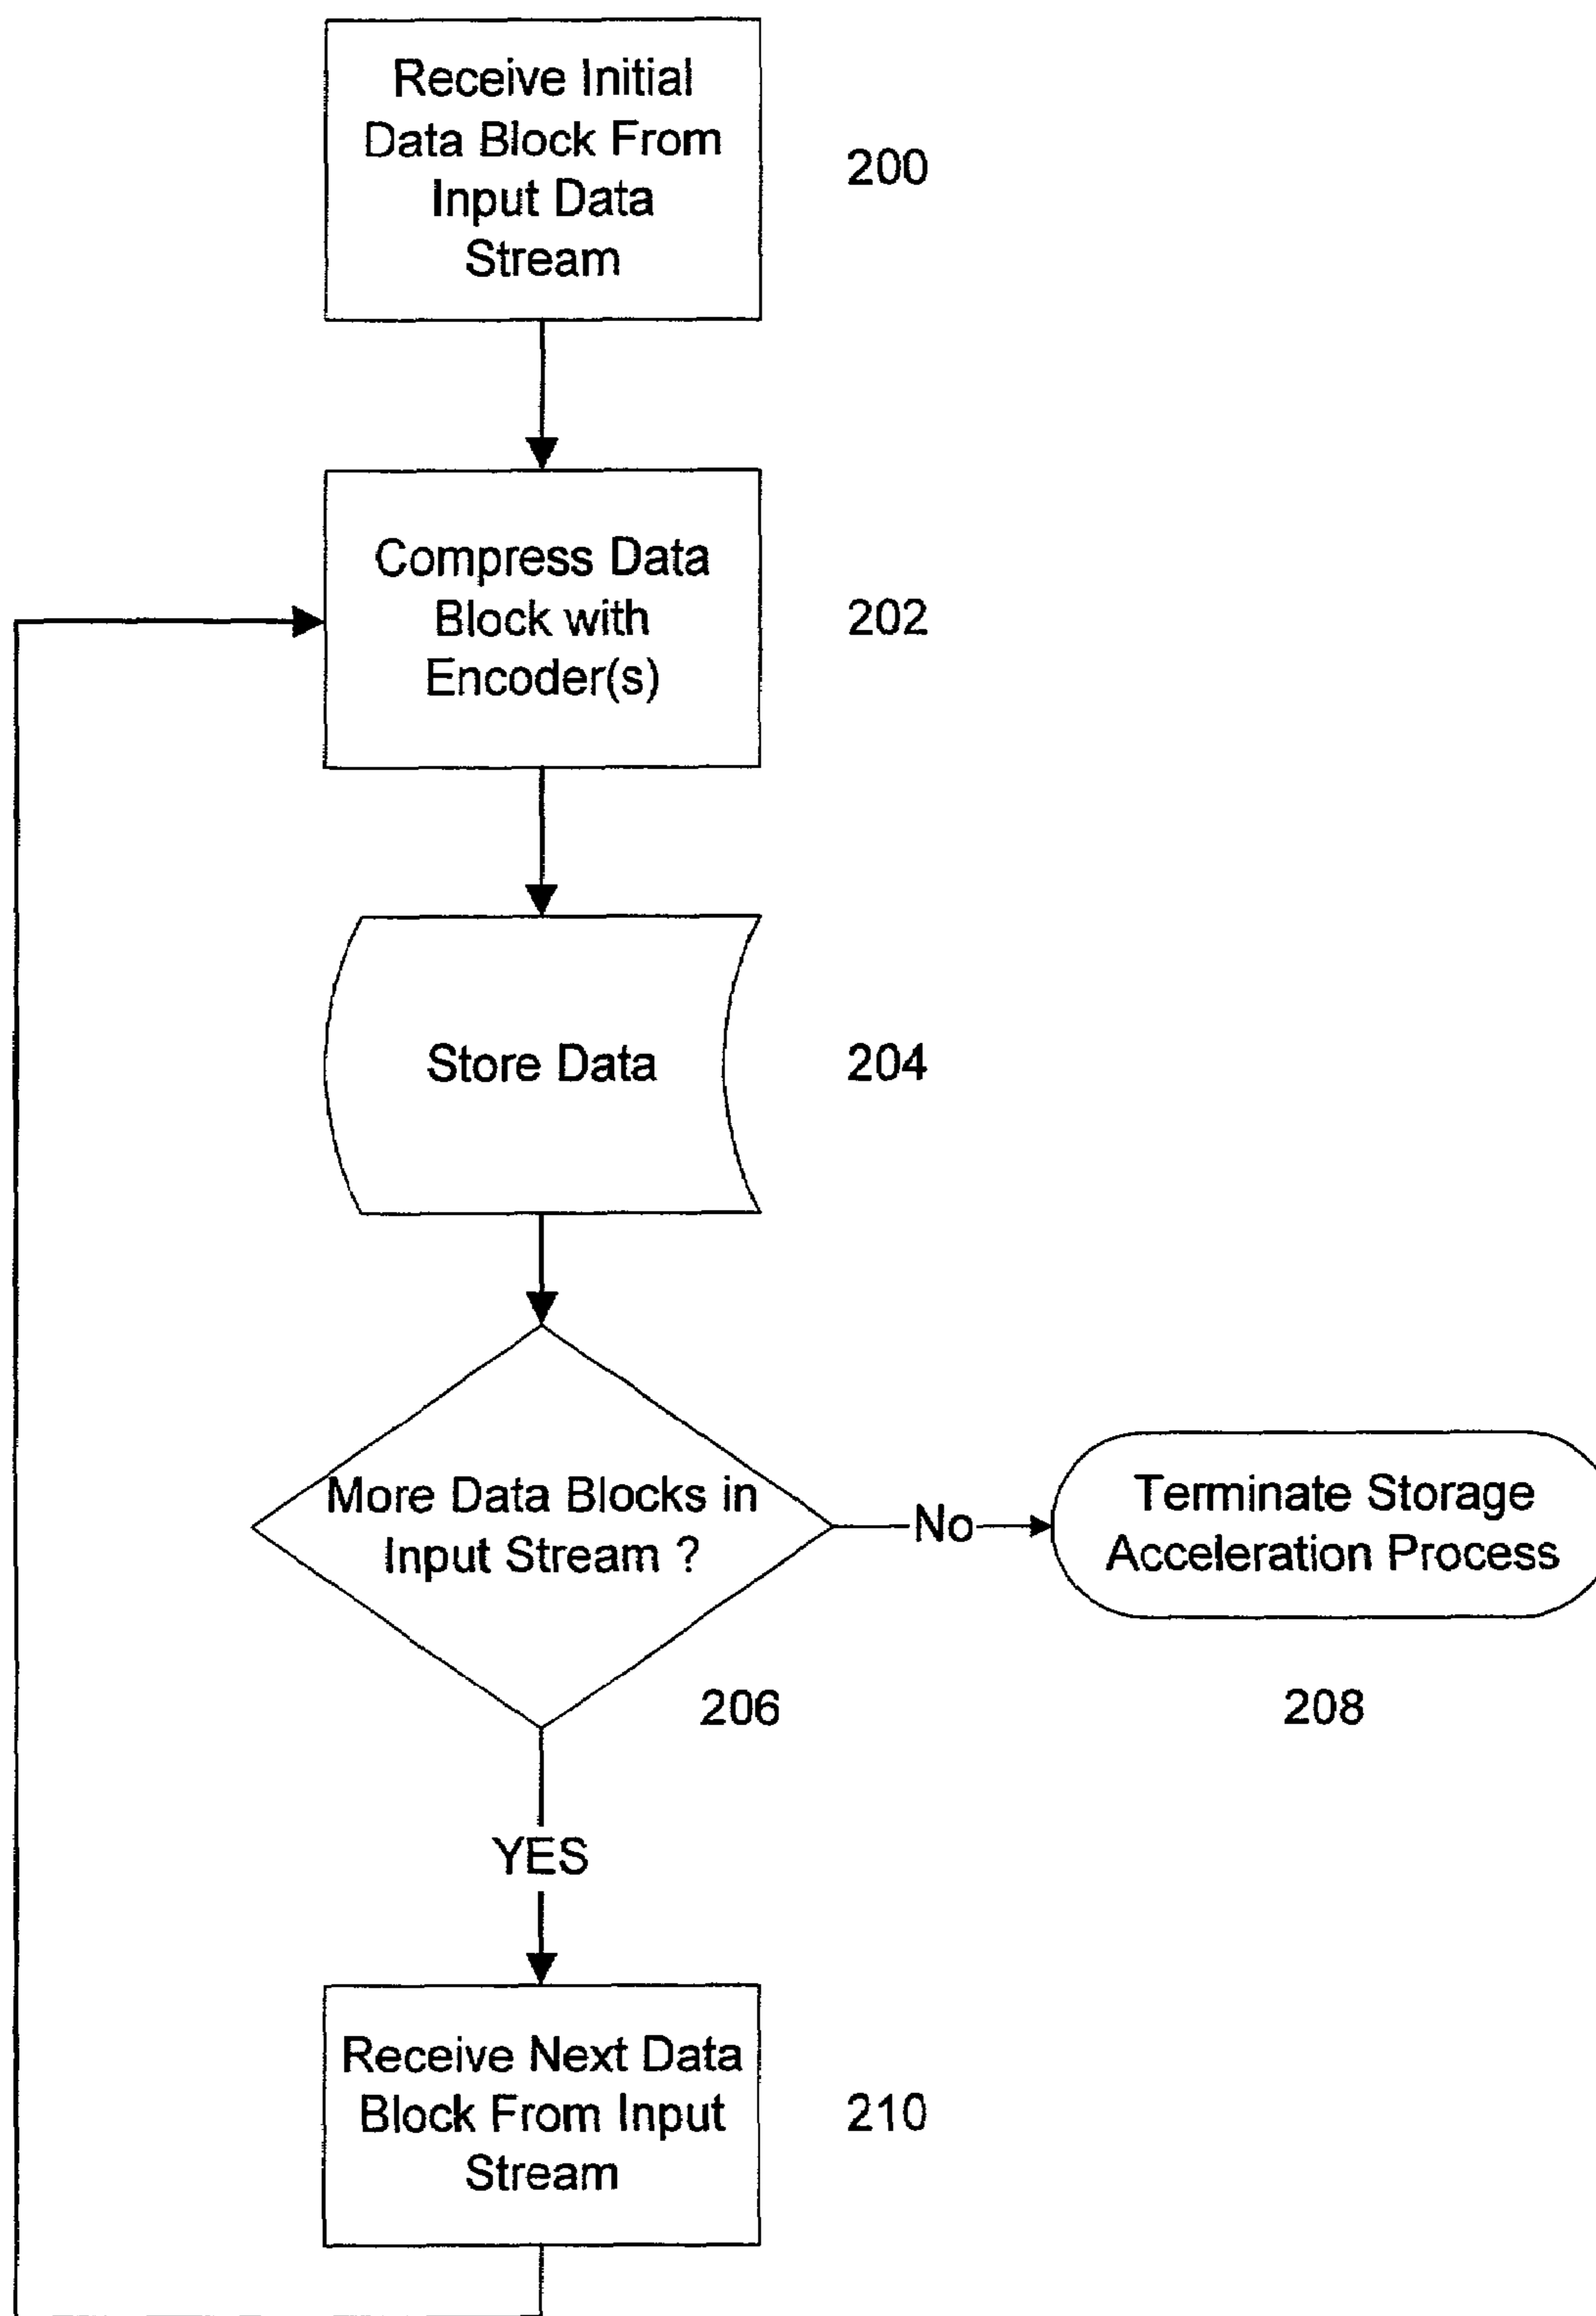 Receive Initial
Data Block From
Input Data
Stream
200
Compress Data
Block with
Encoder(s)
202
Store Data
204
More Data Blocks in
Input Stream ?
206
No
Terminate Storage
Acceleration Process
208
YES
Receive Next Data
Block From Input
Stream
210